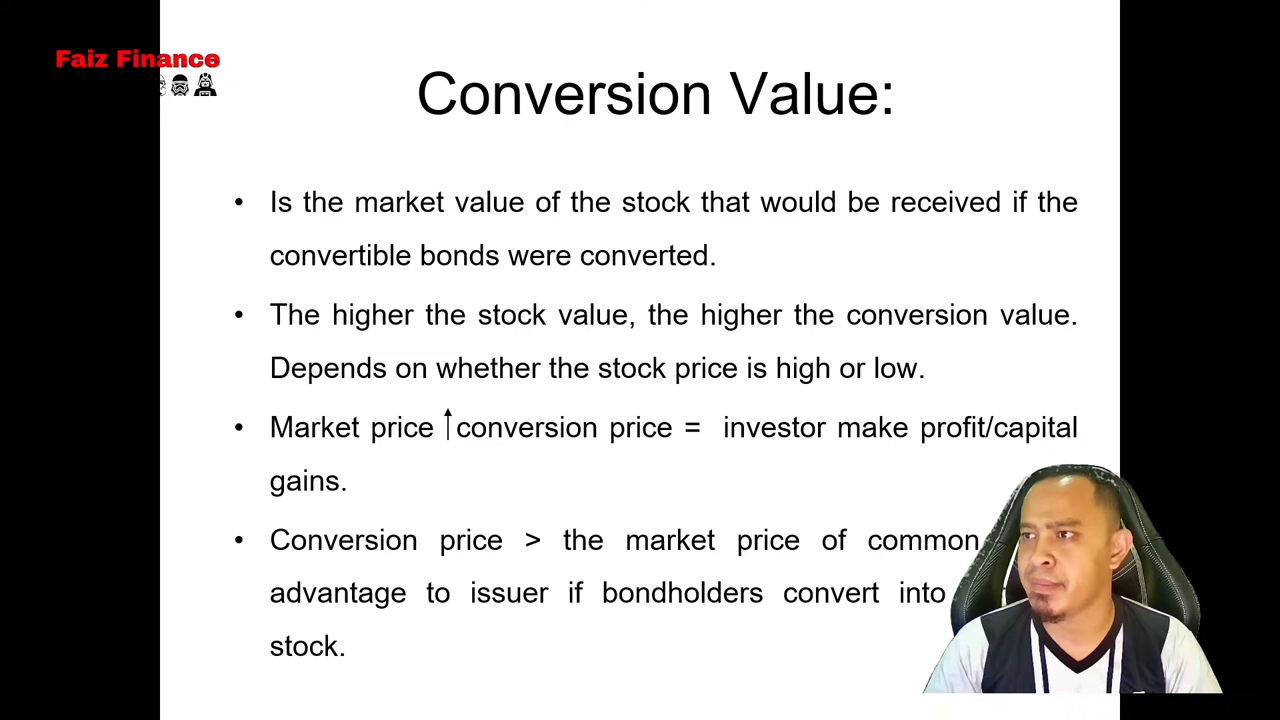 Faiz Finance
Conversion Value:
• Is the market value of the stock that would be received if the
convertible bonds were converted.
• The higher the stock value, the higher the conversion value.
Depends on whether the stock price is high or low.
• Market price ↑ conversion price = investor make profit/capital
gains.
• Conversion price > the market price of common
advantage to issuer if bondholders convert into
stock.